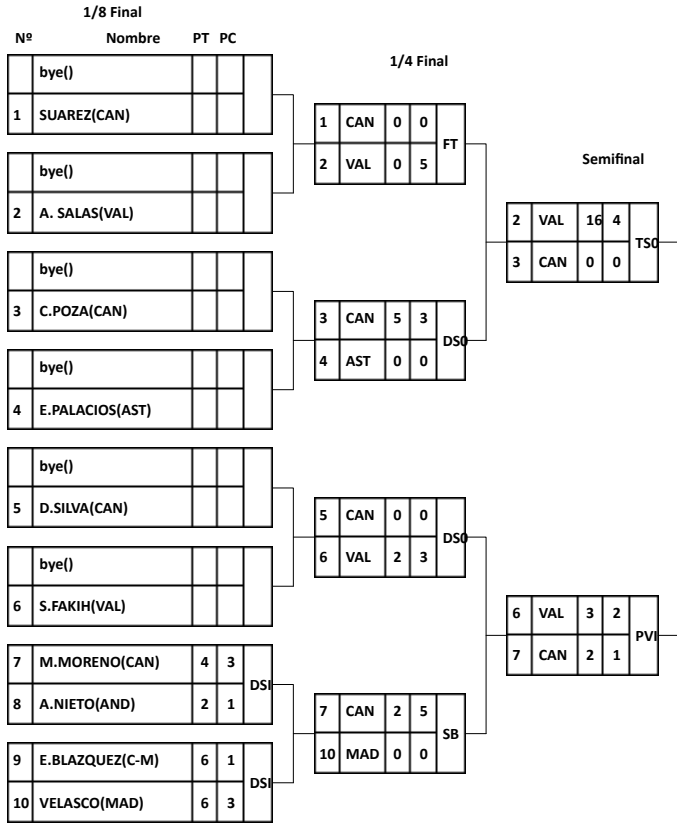 1/8 Final
Nº Nombre PT PC
bye()
1 SUAREZ(CAN)
bye()
2 A. SALAS(VAL)
bye()
3 C.POZA(CAN)
bye()
4 E.PALACIOS(AST)
bye()
5 D.SILVA(CAN)
bye()
6 S.FAKIH(VAL)
7 M.MORENO(CAN) 4 3
DSI
8 A.NIETO(AND) 2 1
9 E.BLAZQUEZ(C-M) 6 1
DSI
10 VELASCO(MAD) 6 3
1/4 Final
1 CAN 0 0
FT
2 VAL 0 5
3 CAN 5 3
DS0
4 AST 0 0
5 CAN 0 0
DS0
6 VAL 2 3
7 CAN 2 5
SB
10 MAD 0 0
Semifinal
2 VAL 16 4
TS0
3 CAN 0 0
6 VAL 3 2
PVI
7 CAN 2 1